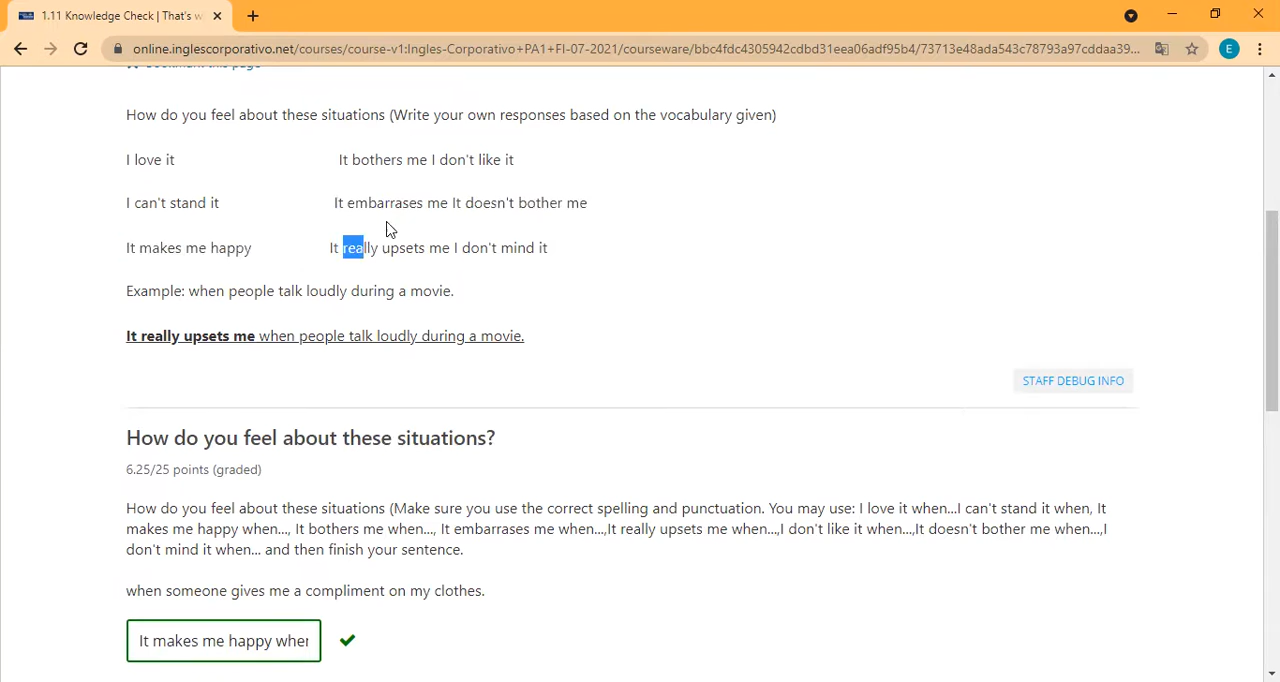 1.11 Knowledge Check | That's w
online.inglescorporativo.net/courses/course-v1:Ingles-Corporativo+PA1+FI-07-2021/courseware/bbc4fdc4305942cdbd31eea06adf95b4/73713e48ada543c78793a97cddaa39...
E
Bookmark this page
How do you feel about these situations (Write your own responses based on the vocabulary given)
I love it It bothers me I don't like it
I can't stand it It embarrases me It doesn't bother me
It makes me happy It really upsets me I don't mind it
Example: when people talk loudly during a movie.
It really upsets me when people talk loudly during a movie.
STAFF DEBUG INFO
How do you feel about these situations?
6.25/25 points (graded)
How do you feel about these situations (Make sure you use the correct spelling and punctuation. You may use: I love it when...I can't stand it when, It
makes me happy when..., It bothers me when..., It embarrases me when...,It really upsets me when...,I don't like it when...,It doesn't bother me when...,I
don't mind it when... and then finish your sentence.
when someone gives me a compliment on my clothes.
It makes me happy when